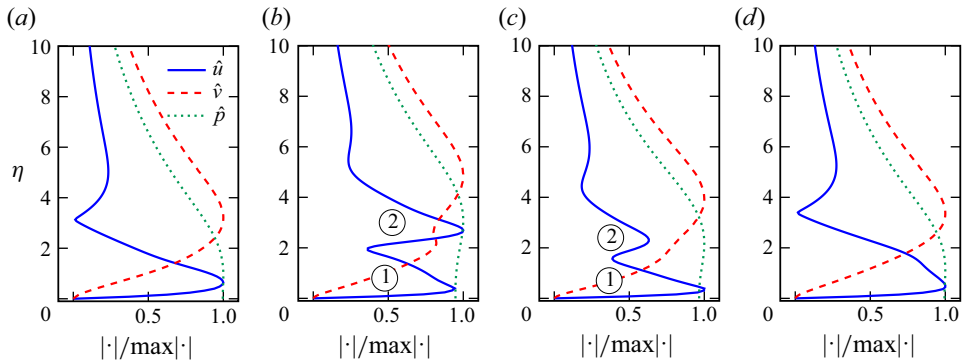 (a) (b) (c) (d)
10 10 10 10
û
v̂
p̂
8 8 8 8
6 6 6 6
η
4 4 4 4
2 2 2 2
② ②
① ①
0 0 0 0
0.5 1.0 0.5 1.0 0.5 1.0 0.5 1.0
|·|/max|·| |·|/max|·| |·|/max|·| |·|/max|·|